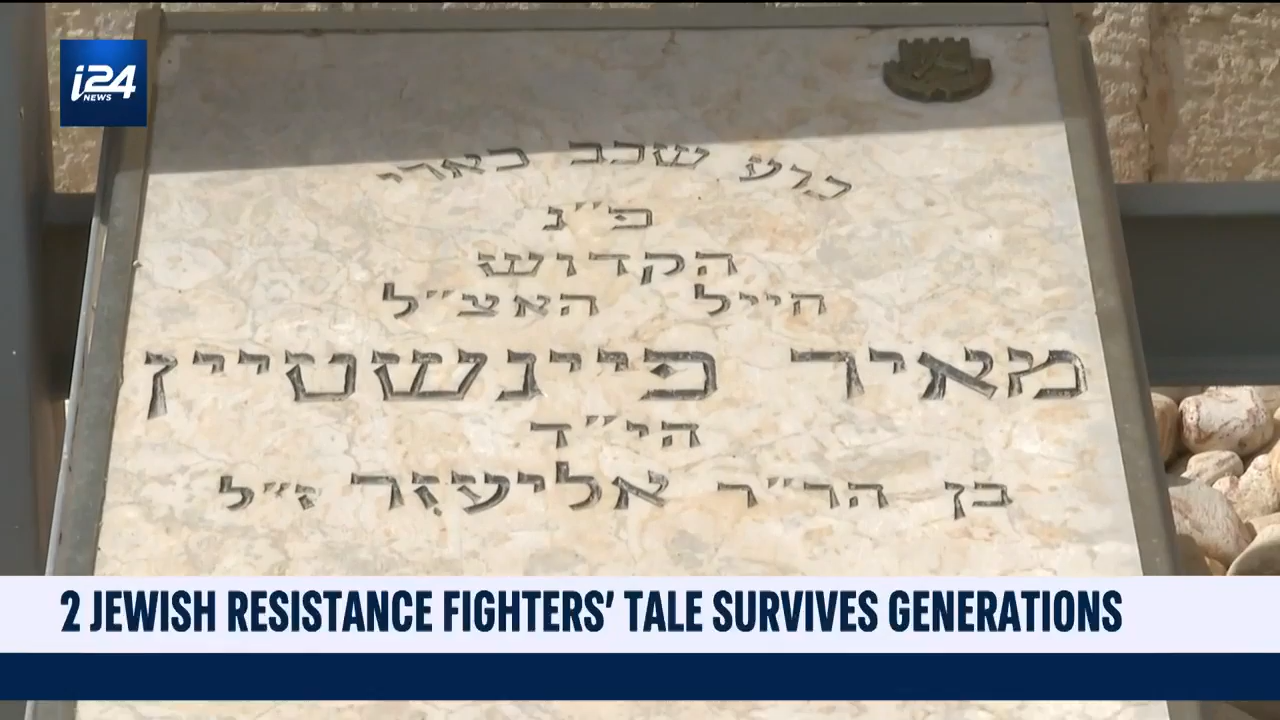 i24
NEWS
כרע שכב כארי
פ״נ
הקדוש
חייל האצ״ל
מאיר פיינשטיין
הי״ד
בן הר״ר אליעזר ז״ל
2 JEWISH RESISTANCE FIGHTERS' TALE SURVIVES GENERATIONS